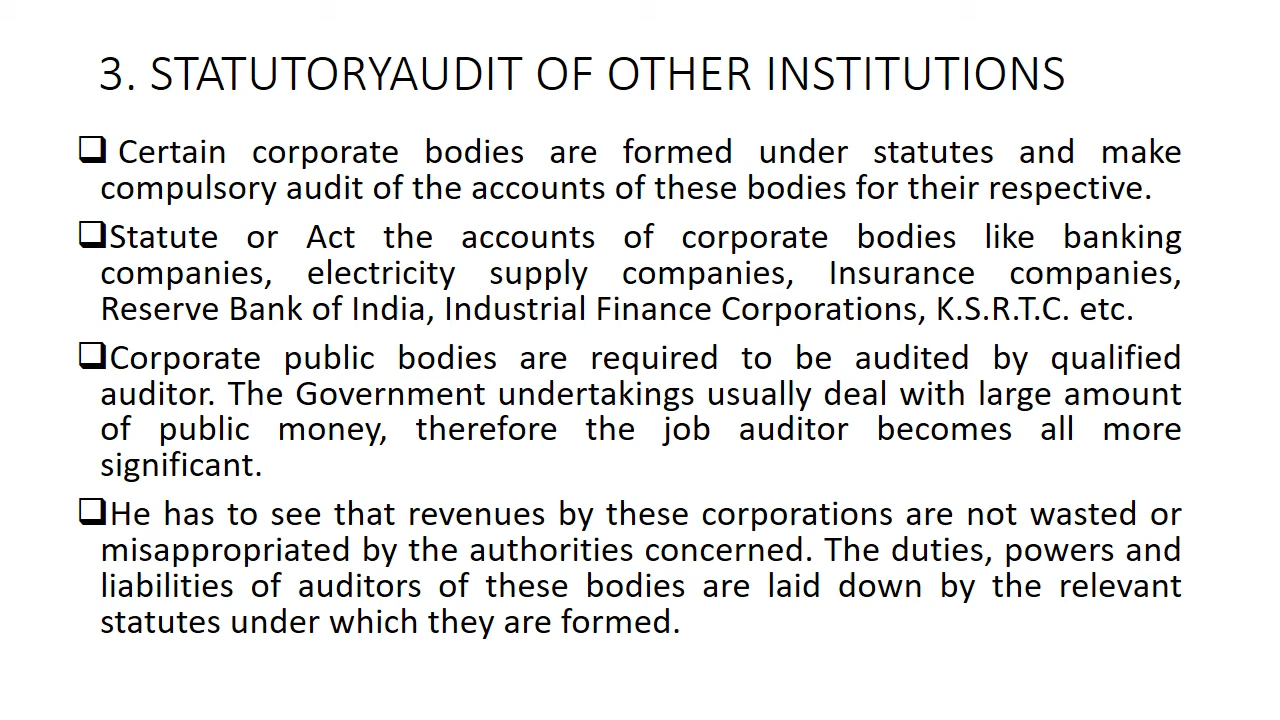 3. STATUTORYAUDIT OF OTHER INSTITUTIONS
Certain corporate bodies are formed under statutes and make
compulsory audit of the accounts of these bodies for their respective.
Statute or Act the accounts of corporate bodies like banking
companies, electricity supply companies, Insurance companies,
Reserve Bank of India, Industrial Finance Corporations, K.S.R.T.C. etc.
Corporate public bodies are required to be audited by qualified
auditor. The Government undertakings usually deal with large amount
of public money, therefore the job auditor becomes all more
significant.
He has to see that revenues by these corporations are not wasted or
misappropriated by the authorities concerned. The duties, powers and
liabilities of auditors of these bodies are laid down by the relevant
statutes under which they are formed.